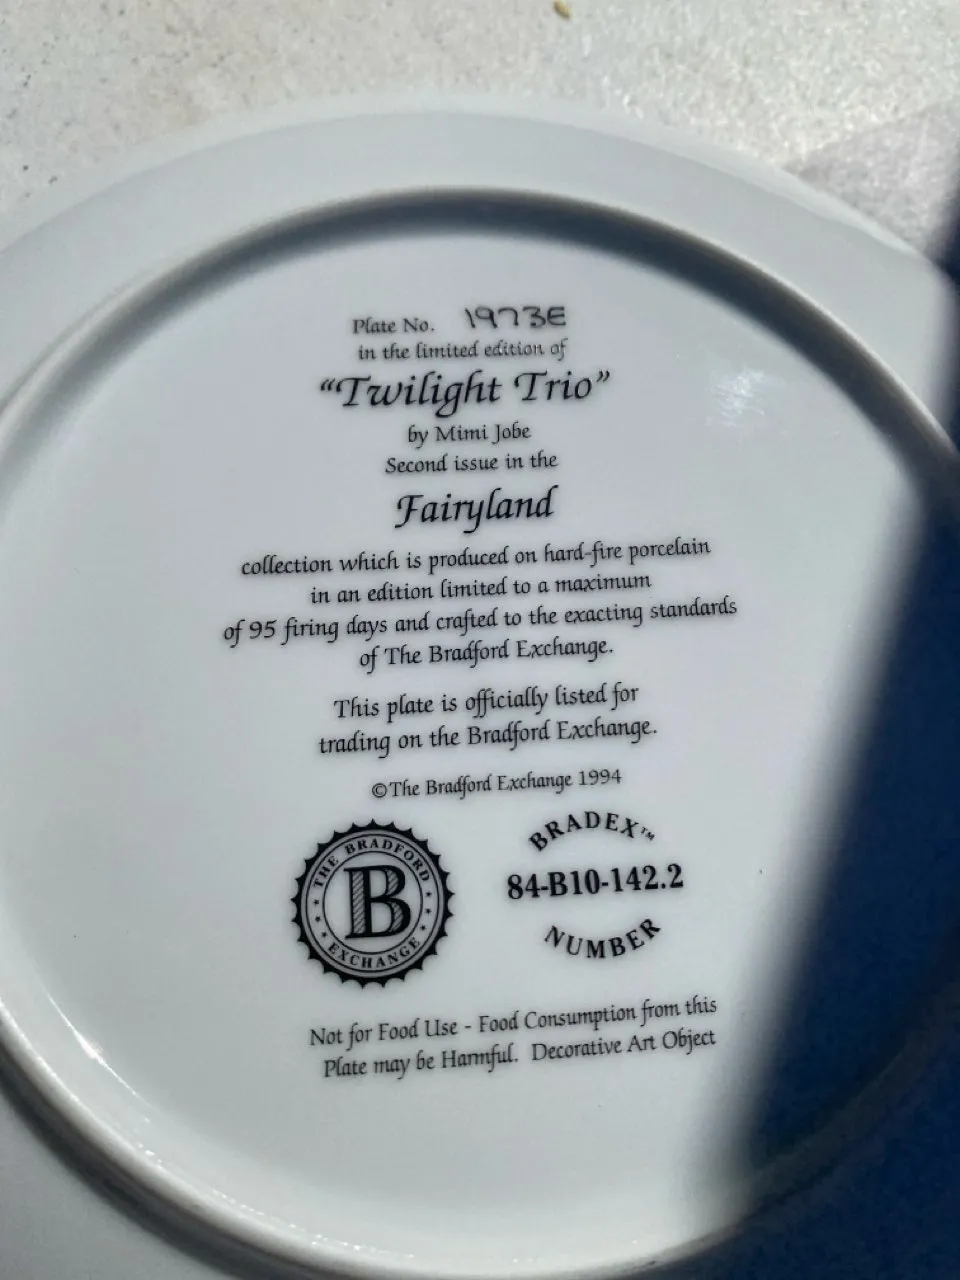 Plate No. 1973E
in the limited edition of
“Twilight Trio”
by Mimi Jobe
Second issue in the
Fairyland
collection which is produced on hard-fire porcelain
in an edition limited to a maximum
of 95 firing days and crafted to the exacting standards
of The Bradford Exchange.
This plate is officially listed for
trading on the Bradford Exchange.
©The Bradford Exchange 1994
THE BRADFORD
B
EXCHANGE
BRADEX™
84-B10-142.2
NUMBER
Not for Food Use - Food Consumption from this
Plate may be Harmful. Decorative Art Object